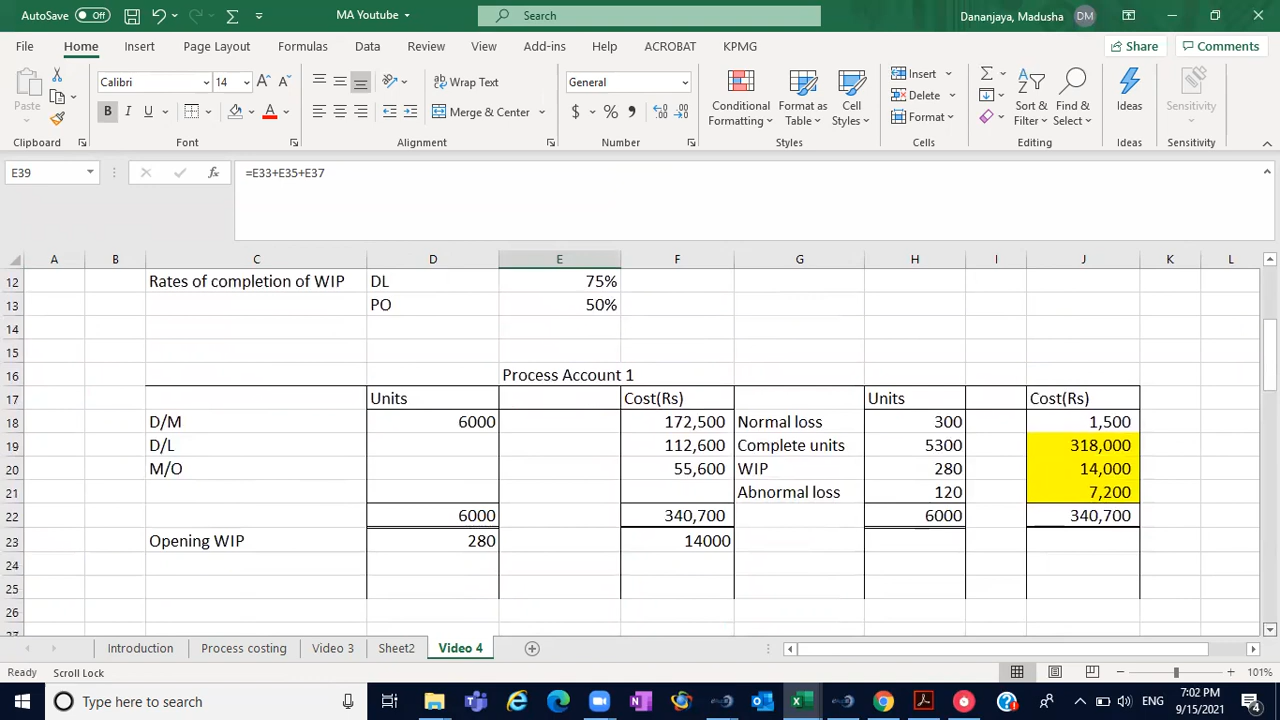 AutoSave Off MA Youtube Search Dananjaya, Madusha DM
File Home Insert Page Layout Formulas Data Review View Add-ins Help ACROBAT KPMG Share Comments
Paste Calibri 14 Wrap Text General Conditional Formatting Format as Table Cell Styles Insert Sort & Filter Find & Select Ideas Sensitivity
B I U A Merge & Center $ % Delete
Format
Clipboard Font Alignment Number Styles Cells Editing Ideas Sensitivity
E39 fx =E33+E35+E37
A B C D E F G H I J K L
12 Rates of completion of WIP DL 75%
13 PO 50%
14
15
16 Process Account 1
17 Units Cost(Rs) Units Cost(Rs)
18 D/M 6000 172,500 Normal loss 300 1,500
19 D/L 112,600 Complete units 5300 318,000
20 M/O 55,600 WIP 280 14,000
21 Abnormal loss 120 7,200
22 6000 340,700 6000 340,700
23 Opening WIP 280 14000
24
25
26
Introduction Process costing Video 3 Sheet2 Video 4
Ready Scroll Lock 101%
Type here to search ENG 7:02 PM
9/15/2021 4